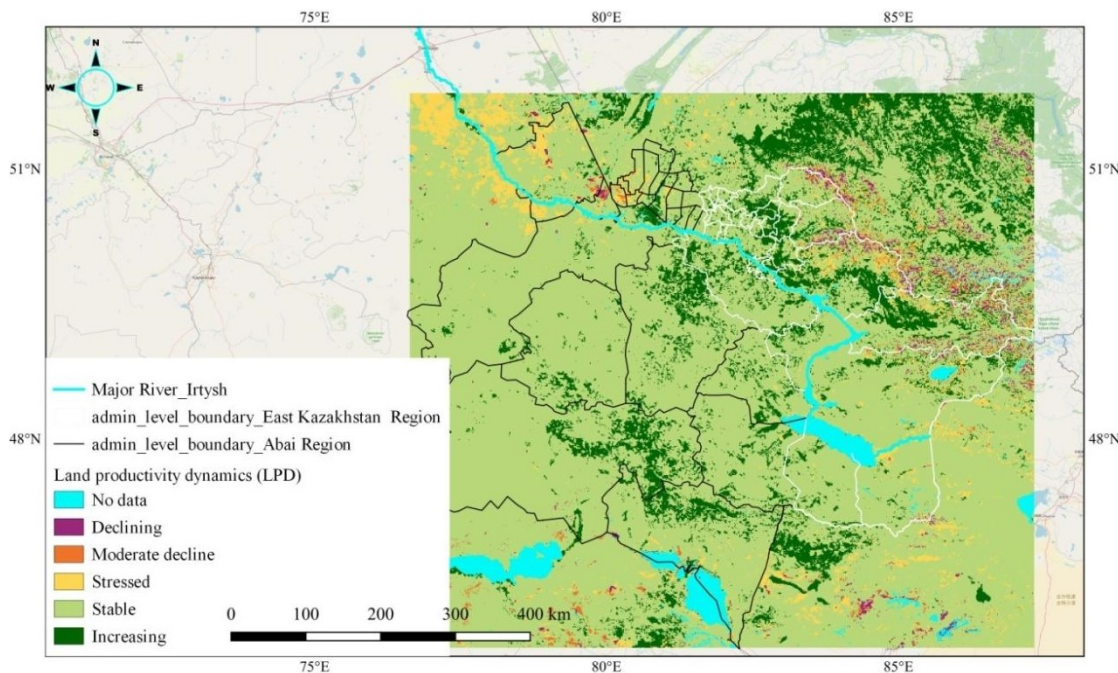 75°E 80°E 85°E
N
W E
S
51°N 51°N
48°N 48°N
Major River_Irtysh
admin_level_boundary_East Kazakhstan Region
admin_level_boundary_Abai Region
Land productivity dynamics (LPD)
No data
Declining
Moderate decline
Stressed
Stable
Increasing
0 100 200 300 400 km
75°E 80°E 85°E